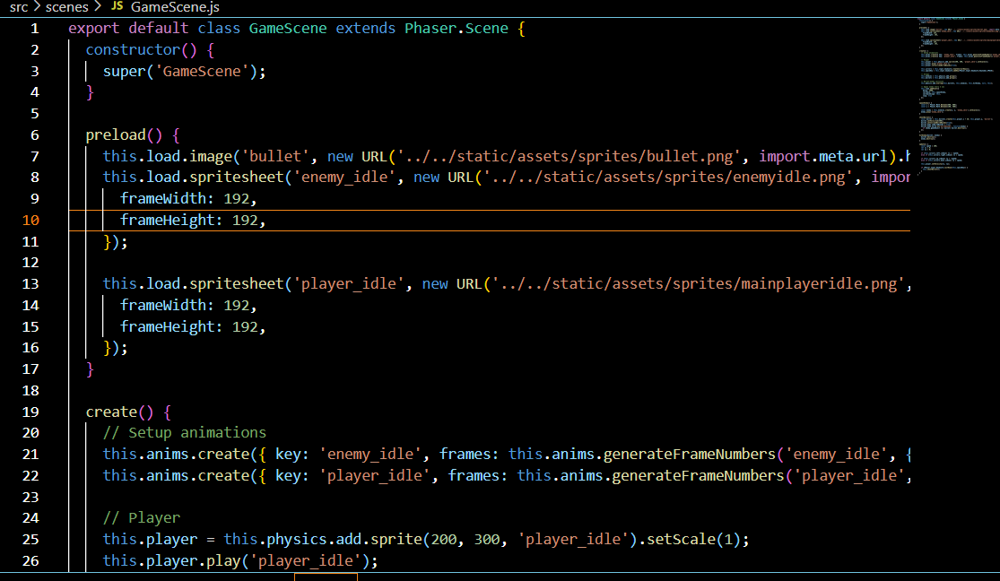 src > scenes > JS GameScene.js
1 export default class GameScene extends Phaser.Scene {
2 constructor() {
3 super('GameScene');
4 }
5
6 preload() {
7 this.load.image('bullet', new URL('../../static/assets/sprites/bullet.png', import.meta.url).h
8 this.load.spritesheet('enemy_idle', new URL('../../static/assets/sprites/enemyidle.png', impor
9 frameWidth: 192,
10 frameHeight: 192,
11 });
12
13 this.load.spritesheet('player_idle', new URL('../../static/assets/sprites/mainplayeridle.png',
14 frameWidth: 192,
15 frameHeight: 192,
16 });
17 }
18
19 create() {
20 // Setup animations
21 this.anims.create({ key: 'enemy_idle', frames: this.anims.generateFrameNumbers('enemy_idle', {
22 this.anims.create({ key: 'player_idle', frames: this.anims.generateFrameNumbers('player_idle',
23
24 // Player
25 this.player = this.physics.add.sprite(200, 300, 'player_idle').setScale(1);
26 this.player.play('player_idle');